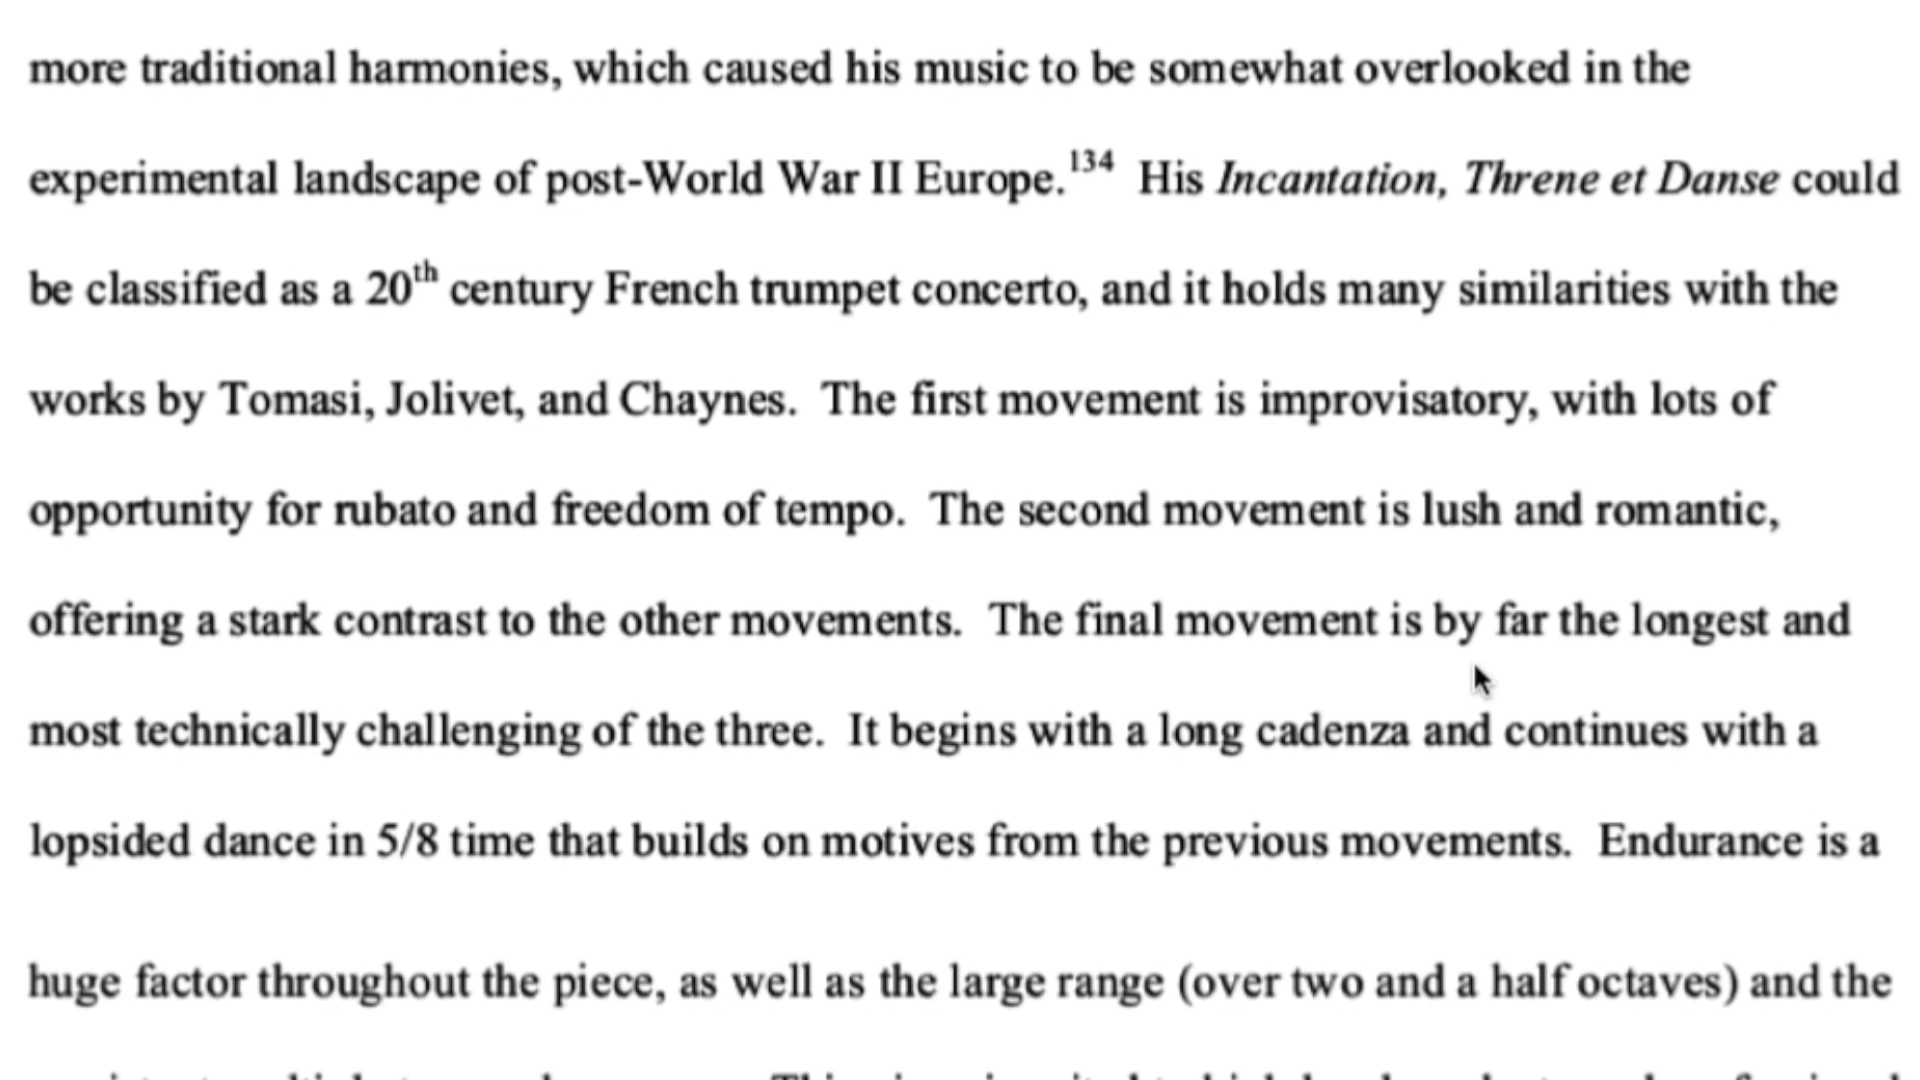 more traditional harmonies, which caused his music to be somewhat overlooked in the
experimental landscape of post-World War II Europe.134 His Incantation, Threne et Danse could
be classified as a 20th century French trumpet concerto, and it holds many similarities with the
works by Tomasi, Jolivet, and Chaynes. The first movement is improvisatory, with lots of
opportunity for rubato and freedom of tempo. The second movement is lush and romantic,
offering a stark contrast to the other movements. The final movement is by far the longest and
most technically challenging of the three. It begins with a long cadenza and continues with a
lopsided dance in 5/8 time that builds on motives from the previous movements. Endurance is a
huge factor throughout the piece, as well as the large range (over two and a half octaves) and the